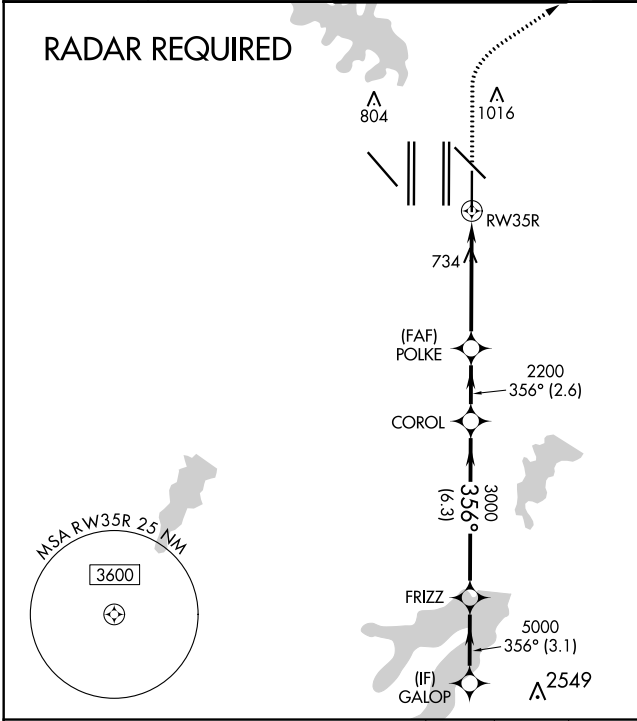 RADAR REQUIRED
804
1016
RW35R
734
(FAF)
POLKE
2200
356° (2.6)
COROL
3000
356°
(6.3)
MSA RW35R 25 NM
3600
FRIZZ
5000
356° (3.1)
(IF)
GALOP
2549